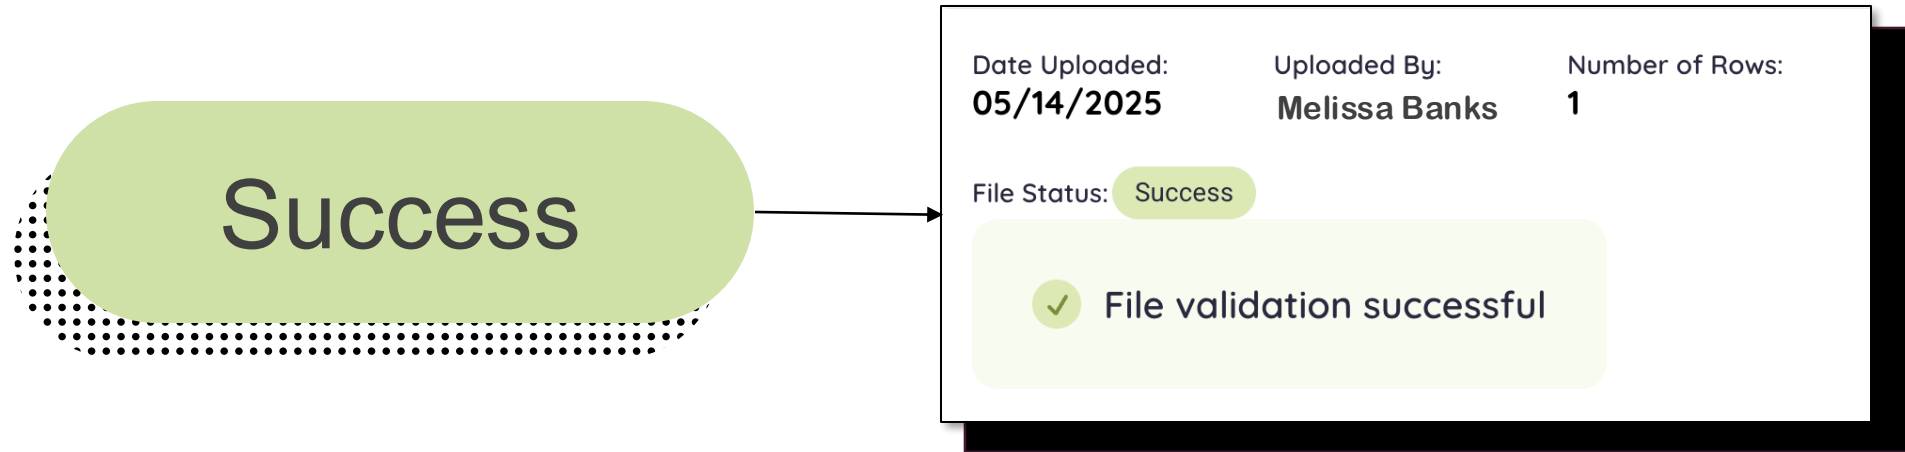 Success
Date Uploaded: Uploaded By: Number of Rows:
05/14/2025 Melissa Banks 1
File Status: Success
File validation successful